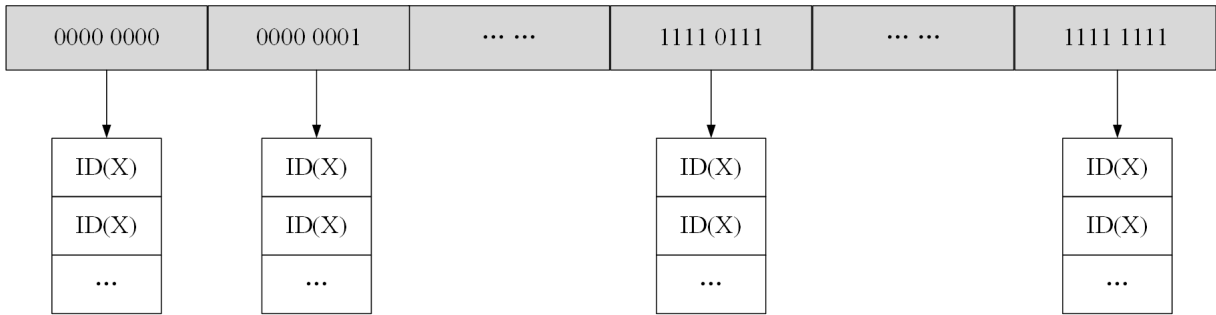 0000 0000 0000 0001 ... ... 1111 0111 ... ... 1111 1111
ID(X) ID(X) ID(X) ID(X)
ID(X) ID(X) ID(X) ID(X)
... ... ... ...